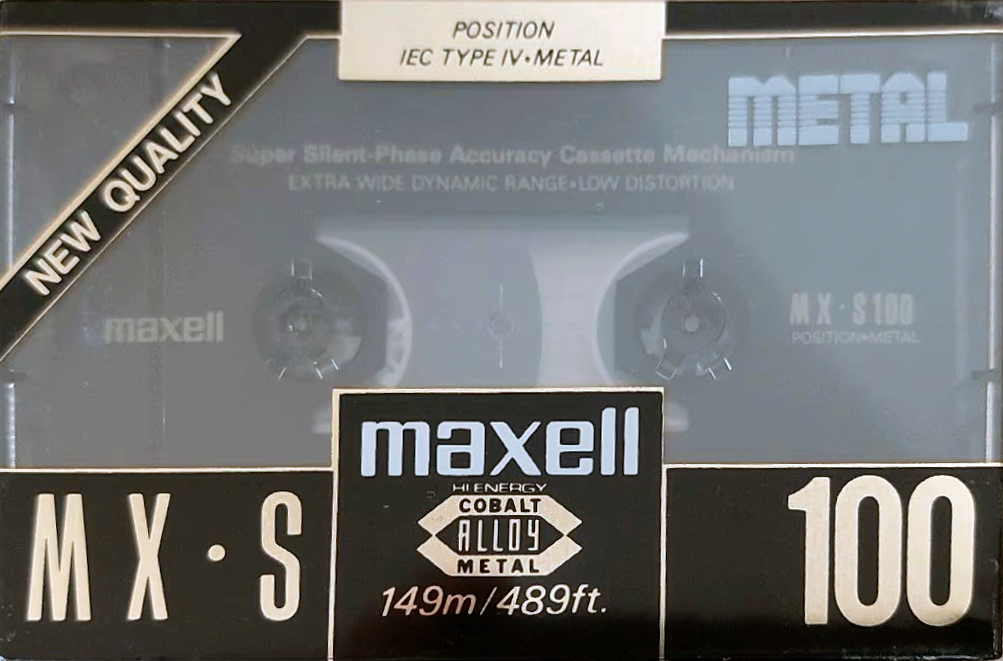 POSITION
IEC TYPE IV•METAL
METAL
NEW QUALITY
Super Silent-Phase Accuracy Cassette Mechanism
EXTRA WIDE DYNAMIC RANGE•LOW DISTORTION
maxell
MX•S100
POSITION•METAL
maxell
HI ENERGY
COBALT
ALLOY
METAL
149m/489ft.
MX•S
100